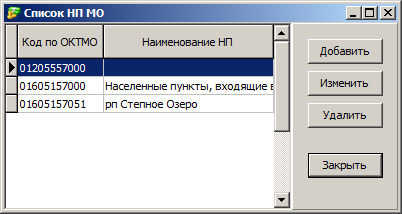 Список НП МО
Код по ОКТМО Наименование НП
01205557000
01605157000 Населенные пункты, входящие в
01605157051 рп Степное Озеро
Добавить
Изменить
Удалить
Закрыть